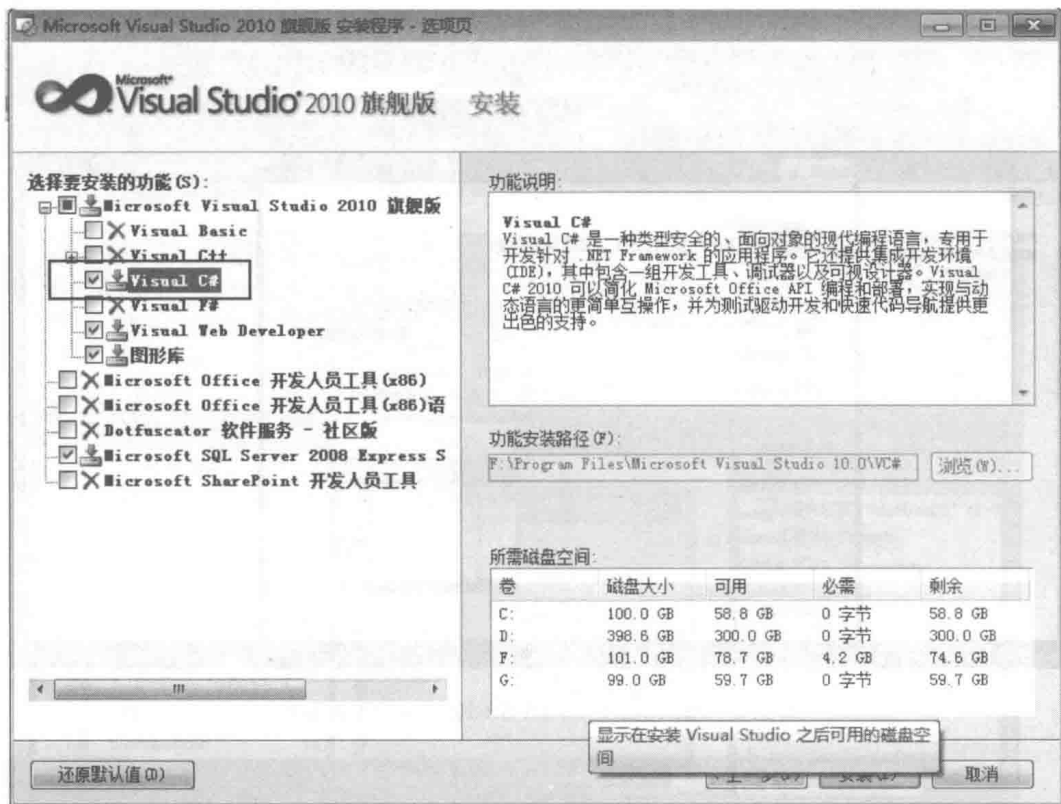 Microsoft Visual Studio 2010 旗舰版 安装程序 - 选项页
Microsoft
Visual Studio 2010 旗舰版 安装
选择要安装的功能(S):
Microsoft Visual Studio 2010 旗舰版
Visual Basic
Visual C++
Visual C#
Visual F#
Visual Web Developer
图形库
Microsoft Office 开发人员工具(x86)
Microsoft Office 开发人员工具(x86)语
Dotfuscator 软件服务 - 社区版
Microsoft SQL Server 2008 Express S
Microsoft SharePoint 开发人员工具
功能说明:
Visual C#
Visual C# 是一种类型安全的、面向对象的现代编程语言，专用于
开发针对 .NET Framework 的应用程序。它还提供集成开发环境
(IDE)，其中包含一组开发工具、调试器以及可视设计器。Visual
C# 2010 可以简化 Microsoft Office API 编程和部署，实现与动
态语言的更简单互操作，并为测试驱动开发和快速代码导航提供更
出色的支持。
功能安装路径(F):
F:\Program Files\Microsoft Visual Studio 10.0\VC#
浏览(W)...
所需磁盘空间:
卷 磁盘大小 可用 必需 剩余
C: 100.0 GB 58.8 GB 0 字节 58.8 GB
D: 398.6 GB 300.0 GB 0 字节 300.0 GB
F: 101.0 GB 78.7 GB 4.2 GB 74.6 GB
G: 99.0 GB 59.7 GB 0 字节 59.7 GB
显示在安装 Visual Studio 之后可用的磁盘空
间
还原默认值(D)
取消